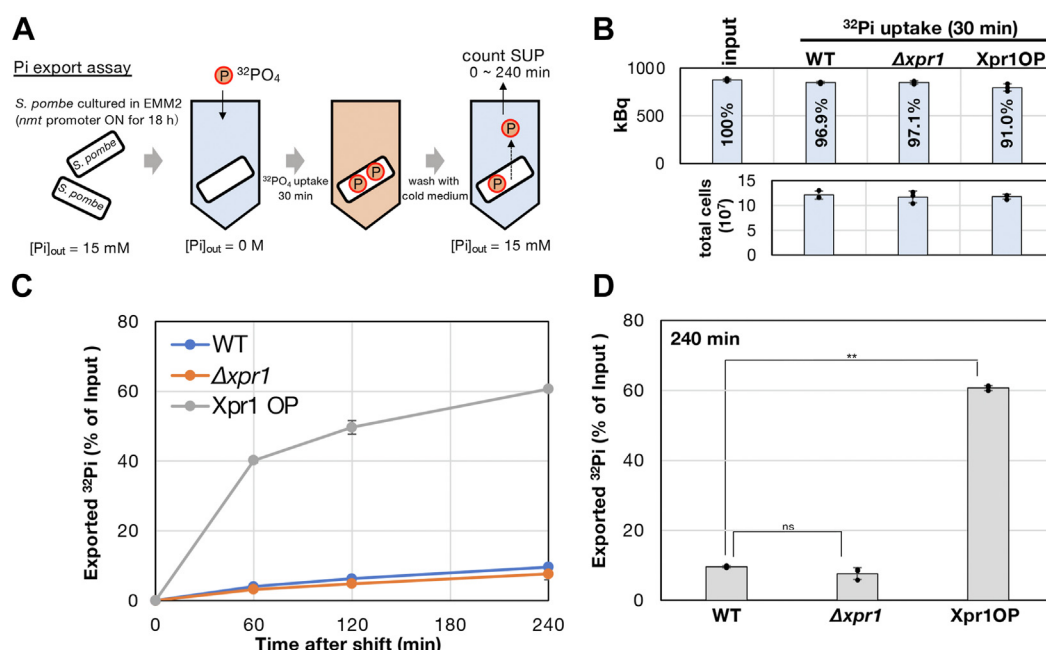 A
Pi export assay
S. pombe cultured in EMM2
(nmt promoter ON for 18 h)
S. pombe
S. pombe
[Pi]out = 15 mM
P ³²PO₄
[Pi]out = 0 M
³²PO₄ uptake
30 min
P P
wash with
cold medium
count SUP
0 ~ 240 min
P
P
[Pi]out = 15 mM
B
³²Pi uptake (30 min)
input WT Δxpr1 Xpr1OP
kBq
1000
500
0
100% 96.9% 97.1% 91.0%
total cells
(10⁷)
15
10
5
0
C
Exported ³²Pi (% of Input )
80
60
40
20
0
WT
Δxpr1
Xpr1 OP
0 60 120 180 240
Time after shift (min)
D
Exported ³²Pi (% of Input )
80
60
40
20
0
240 min
**
ns
WT Δxpr1 Xpr1OP